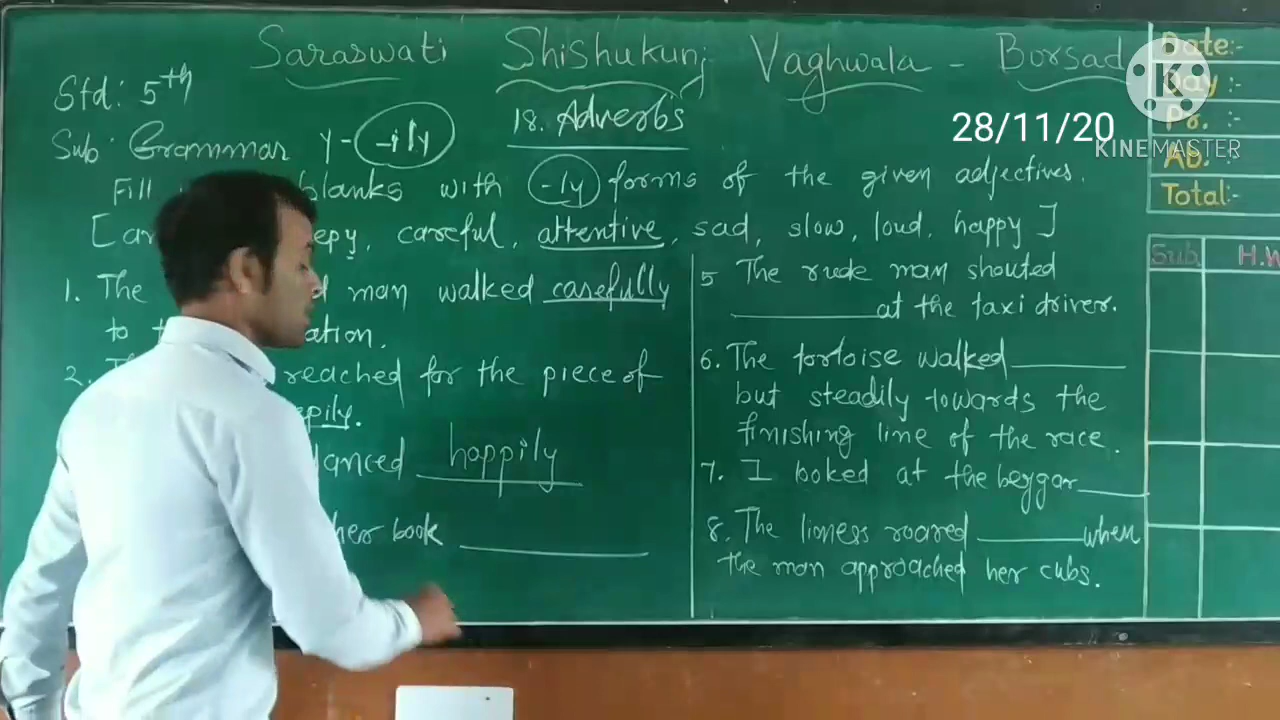 Saraswati Shishukunj Vaghwala - Borsad
Std: 5th
18. Adverbs
Sub: Grammar y - -ily
28/11/20
KINEMASTER
Fill blanks with -ly forms of the given adjectives.
[ careful, attentive, sad, slow, loud, happy ]
1. The man walked carefully
to
2. reached for the piece of
danced happily
her book
5 The rude man shouted
at the taxi driver.
6. The tortoise walked
but steadily towards the
finishing line of the race.
7. I looked at the beggar
8. The lioness roared when
the man approached her cubs.
Date:-
Day :-
Pr. :-
Ab. :-
Total:-
Sub H.W